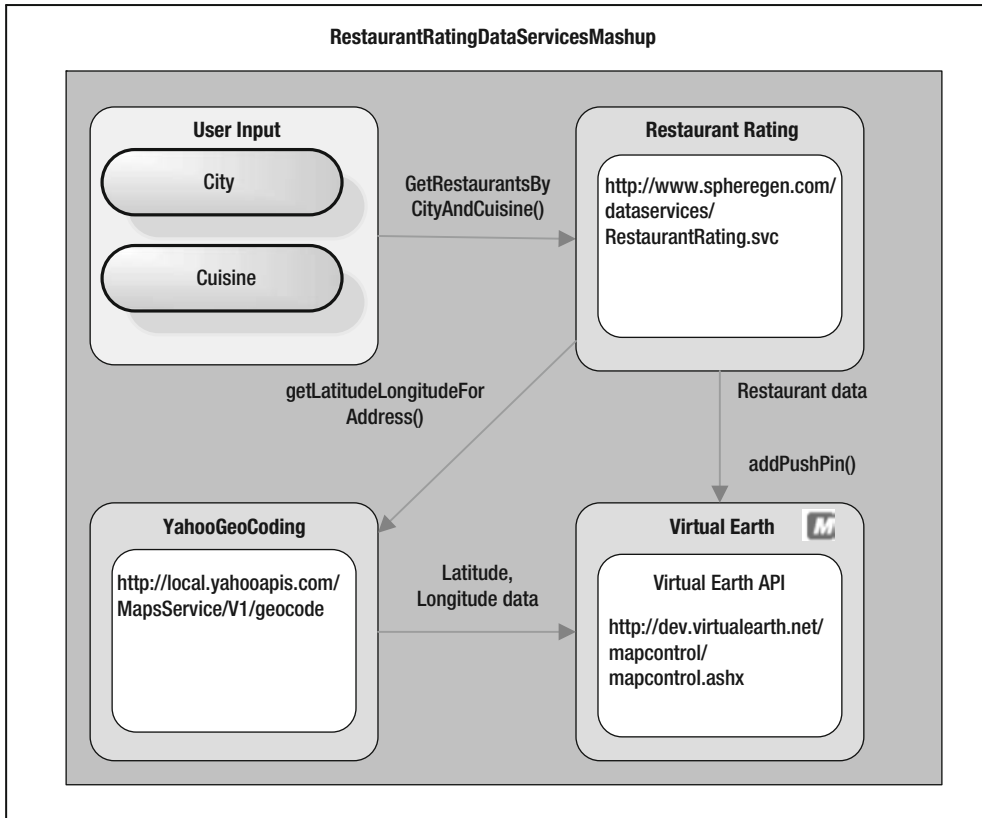 RestaurantRatingDataServicesMashup
User Input
City
Cuisine
GetRestaurantsBy
CityAndCuisine()
Restaurant Rating
http://www.spheregen.com/
dataservices/
RestaurantRating.svc
getLatitudeLongitudeFor
Address()
Restaurant data
addPushPin()
YahooGeoCoding
http://local.yahooapis.com/
MapsService/V1/geocode
Latitude,
Longitude data
Virtual Earth
M
Virtual Earth API
http://dev.virtualearth.net/
mapcontrol/
mapcontrol.ashx